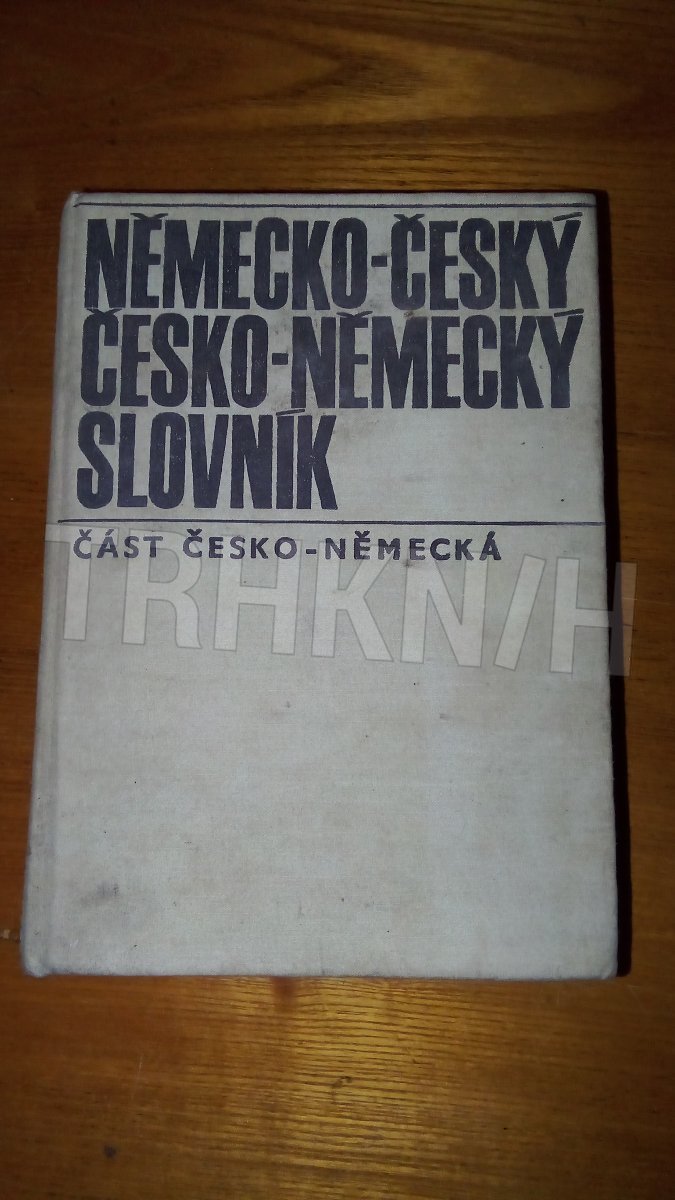 NĚMECKO-ČESKÝ
ČESKO-NĚMECKÝ
SLOVNÍK
ČÁST ČESKO-NĚMECKÁ
TRHKNIH